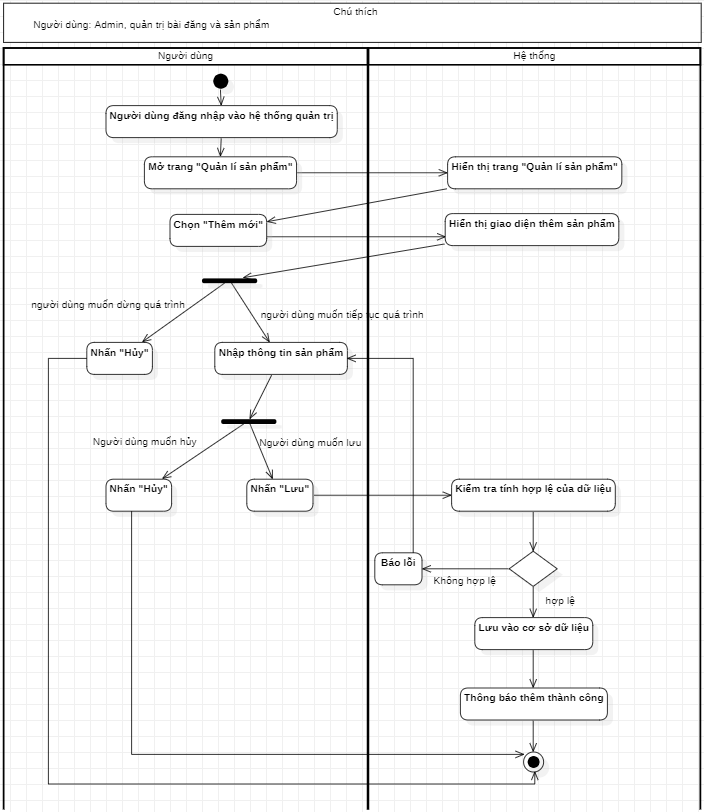 Chú thích
Người dùng: Admin, quản trị bài đăng và sản phẩm
Người dùng
Hệ thống
Người dùng đăng nhập vào hệ thống quản trị
Mở trang "Quản lí sản phẩm"
Hiển thị trang "Quản lí sản phẩm"
Chọn "Thêm mới"
Hiển thị giao diện thêm sản phẩm
người dùng muốn dừng quá trình
người dùng muốn tiếp tục quá trình
Nhấn "Hủy"
Nhập thông tin sản phẩm
Người dùng muốn hủy
Người dùng muốn lưu
Nhấn "Hủy"
Nhấn "Lưu"
Kiểm tra tính hợp lệ của dữ liệu
Báo lỗi
Không hợp lệ
hợp lệ
Lưu vào cơ sở dữ liệu
Thông báo thêm thành công